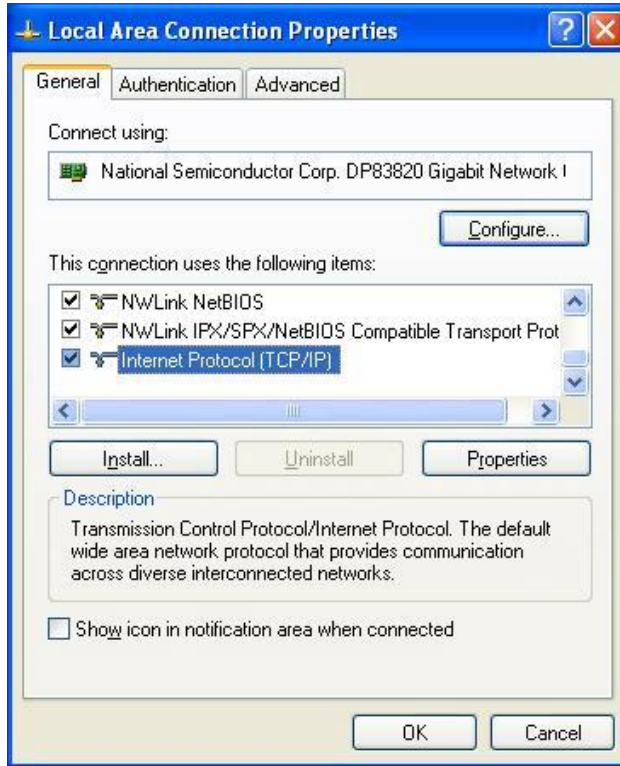 Local Area Connection Properties
General Authentication Advanced
Connect using:
National Semiconductor Corp. DP83820 Gigabit Network
Configure...
This connection uses the following items:
NWLink NetBIOS
NWLink IPX/SPX/NetBIOS Compatible Transport Prot
Internet Protocol (TCP/IP)
Install... Uninstall Properties
Description
Transmission Control Protocol/Internet Protocol. The default
wide area network protocol that provides communication
across diverse interconnected networks.
Show icon in notification area when connected
OK Cancel